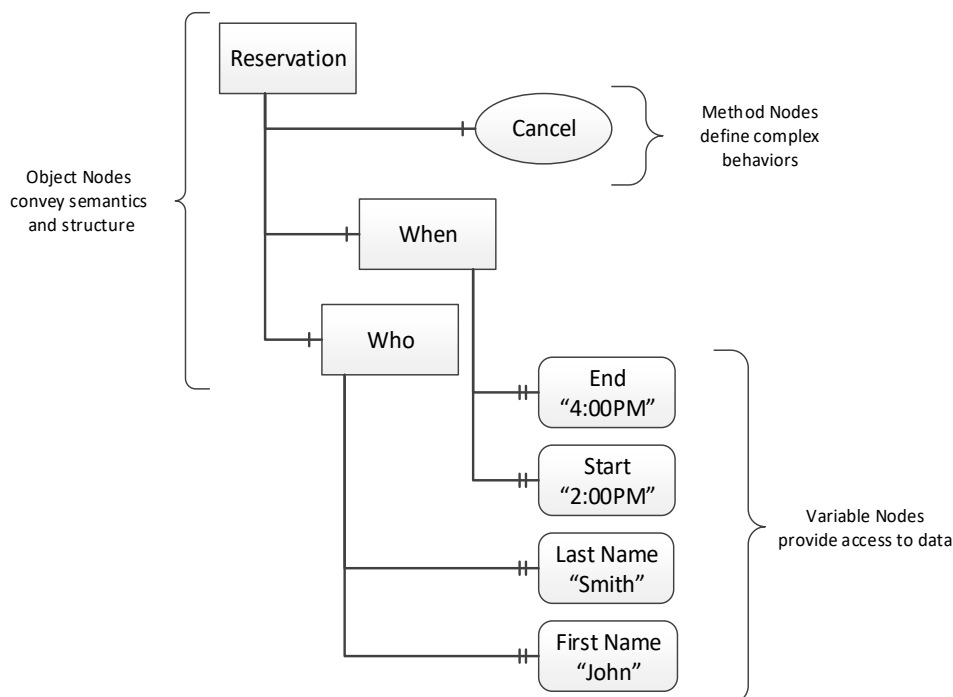 Reservation
Cancel
Method Nodes
define complex
behaviors
Object Nodes
convey semantics
and structure
When
Who
End
“4:00PM”
Start
“2:00PM”
Variable Nodes
provide access to data
Last Name
“Smith”
First Name
“John”